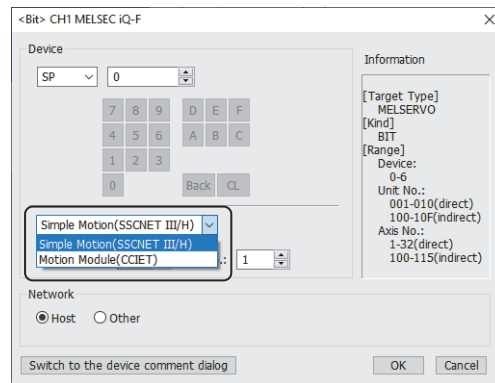 <Bit> CH1 MELSEC iQ-F
Device
SP
0
7 8 9 D E F
4 5 6 A B C
1 2 3
0 Back CL
Simple Motion(SSCNET III/H)
Simple Motion(SSCNET III/H)
Motion Module(CCIET)
.: 1
Information
[Target Type]
MELSERVO
[Kind]
BIT
[Range]
Device:
0-6
Unit No.:
001-010(direct)
100-10F(indirect)
Axis No.:
1-32(direct)
100-115(indirect)
Network
Host Other
Switch to the device comment dialog
OK Cancel